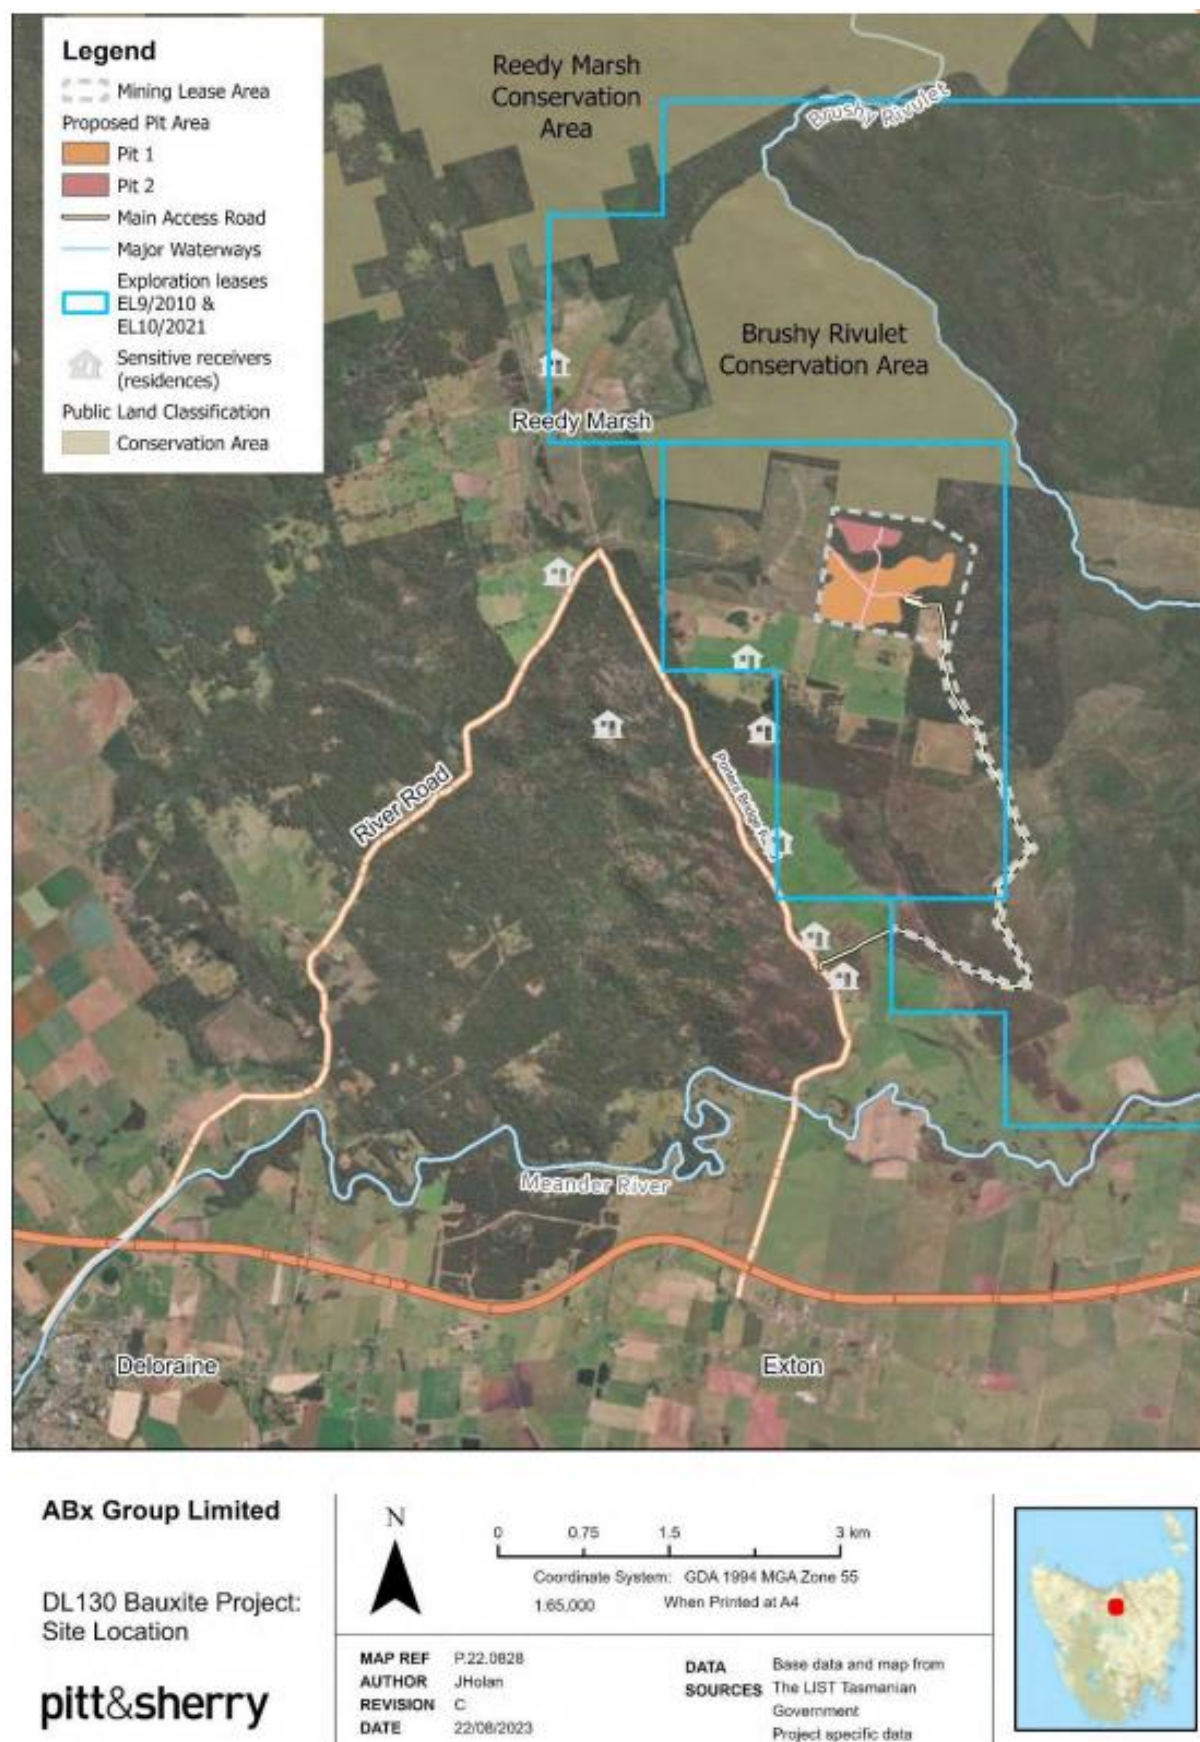 Legend
Mining Lease Area
Proposed Pit Area
Pit 1
Pit 2
Main Access Road
Major Waterways
Exploration leases
EL9/2010 &
EL10/2021
Sensitive receivers
(residences)
Public Land Classification
Conservation Area
Reedy Marsh
Conservation
Area
Brushy Rivulet
Brushy Rivulet
Conservation Area
Reedy Marsh
River Road
Porters Bridge R
Meander River
Deloraine
Exton
ABx Group Limited
DL130 Bauxite Project:
Site Location
pitt&sherry
N
0 0.75 1.5 3 km
Coordinate System: GDA 1994 MGA Zone 55
1:65,000 When Printed at A4
MAP REF P.22.0828
AUTHOR JHolan
REVISION C
DATE 22/08/2023
DATA SOURCES
Base data and map from
The LIST Tasmanian
Government
Project specific data